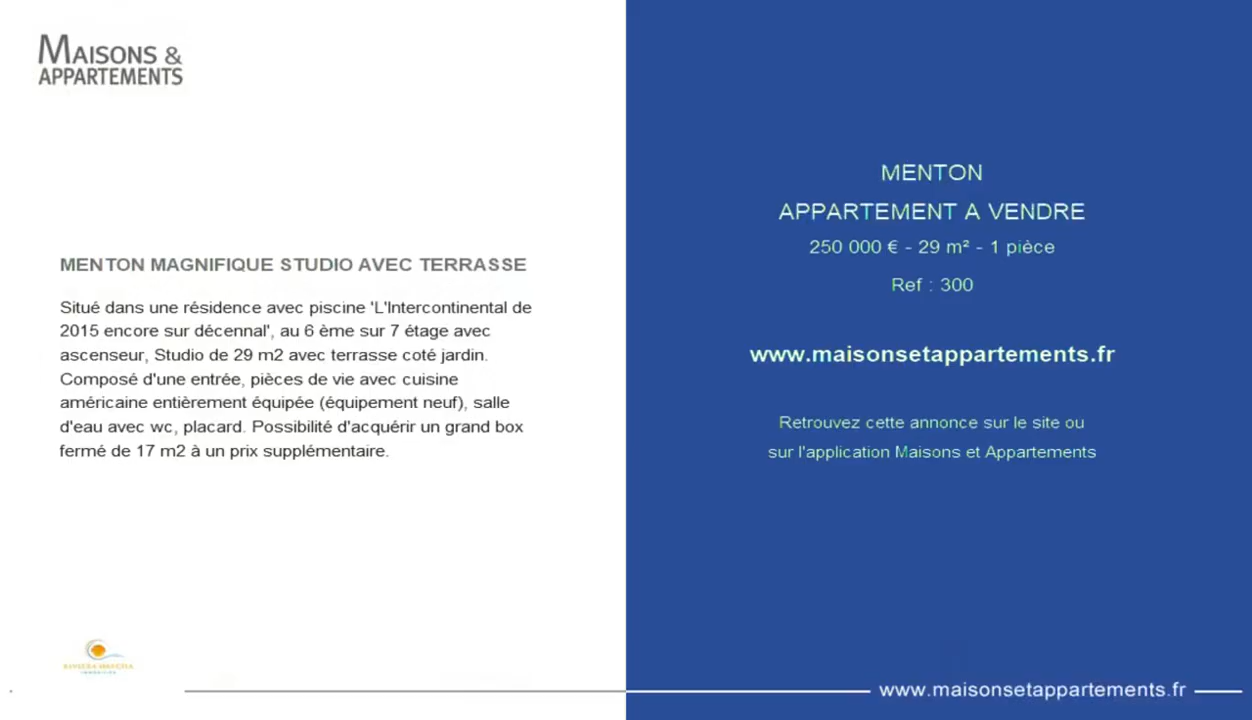 MAISONS &
APPARTEMENTS
MENTON MAGNIFIQUE STUDIO AVEC TERRASSE
Situé dans une résidence avec piscine 'L'Intercontinental de
2015 encore sur décennal', au 6 ème sur 7 étage avec
ascenseur, Studio de 29 m2 avec terrasse coté jardin.
Composé d'une entrée, pièces de vie avec cuisine
américaine entièrement équipée (équipement neuf), salle
d'eau avec wc, placard. Possibilité d'acquérir un grand box
fermé de 17 m2 à un prix supplémentaire.
MENTON
APPARTEMENT A VENDRE
250 000 € - 29 m² - 1 pièce
Ref : 300
www.maisonsetappartements.fr
Retrouvez cette annonce sur le site ou
sur l'application Maisons et Appartements
www.maisonsetappartements.fr